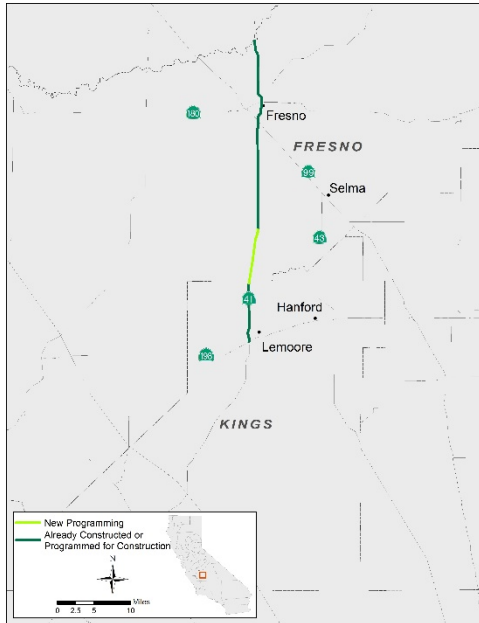 Fresno
180
FRESNO
99
Selma
43
41
Hanford
Lemoore
198
KINGS
New Programming
Already Constructed or
Programmed for Construction
N
Miles
0 2.5 5 10